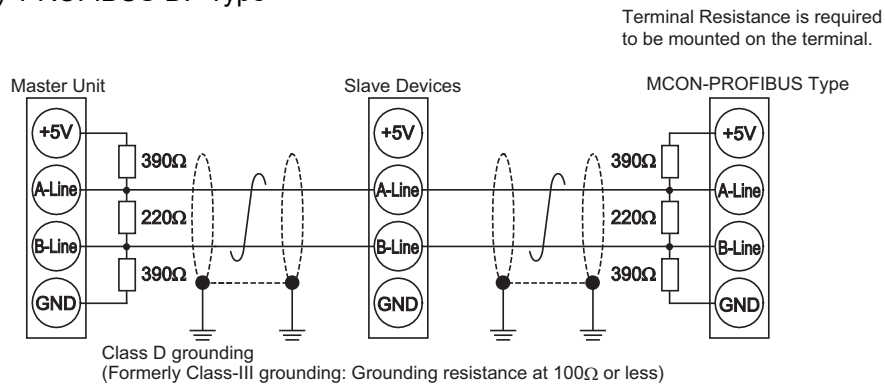 PROFIBUS-DP Type
Terminal Resistance is required
to be mounted on the terminal.
Master Unit
Slave Devices
MCON-PROFIBUS Type
+5V
A-Line
B-Line
GND
390Ω
220Ω
390Ω
+5V
A-Line
B-Line
GND
390Ω
220Ω
390Ω
+5V
A-Line
B-Line
GND
Class D grounding
(Formerly Class-III grounding: Grounding resistance at 100Ω or less)